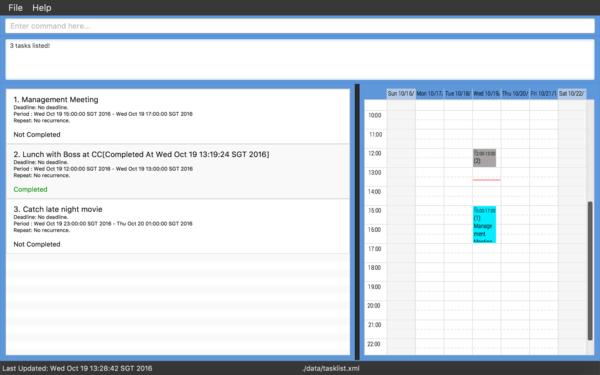 File Help
Enter command here...
3 tasks listed!
1. Management Meeting
Deadline: No deadline.
Period : Wed Oct 19 15:00:00 SGT 2016 - Wed Oct 19 17:00:00 SGT 2016
Repeat: No recurrence.
Not Completed
2. Lunch with Boss at CC[Completed At Wed Oct 19 13:19:24 SGT 2016]
Deadline: No deadline.
Period : Wed Oct 19 12:00:00 SGT 2016 - Wed Oct 19 13:00:00 SGT 2016
Repeat: No recurrence.
Completed
3. Catch late night movie
Deadline: No deadline.
Period : Wed Oct 19 23:00:00 SGT 2016 - Thu Oct 20 01:00:00 SGT 2016
Repeat: No recurrence.
Not Completed
Sun 10/16/ Mon 10/17/ Tue 10/18/ Wed 10/19/ Thu 10/20/ Fri 10/21/1 Sat 10/22/
10:00
11:00
12:00
(2)
13:00
14:00
15:00
(1)
Manage
ment
Meeting
16:00
17:00
18:00
19:00
20:00
21:00
22:00
Last Updated: Wed Oct 19 13:28:42 SGT 2016
./data/tasklist.xml